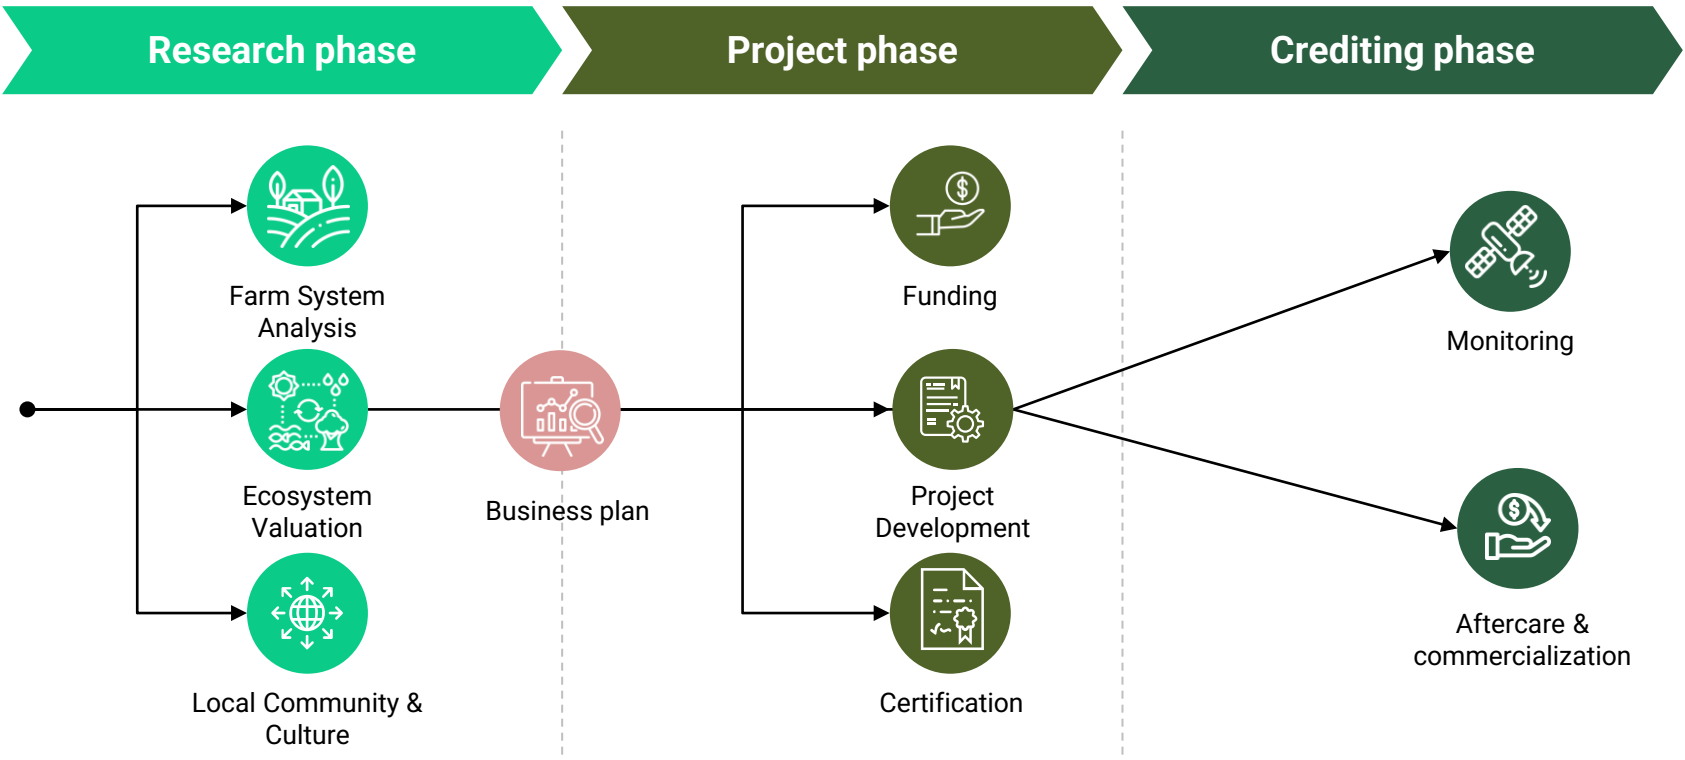 Research phase
Project phase
Crediting phase
Farm System
Analysis
Ecosystem
Valuation
Local Community &
Culture
Business plan
Funding
Project
Development
Certification
Monitoring
Aftercare &
commercialization